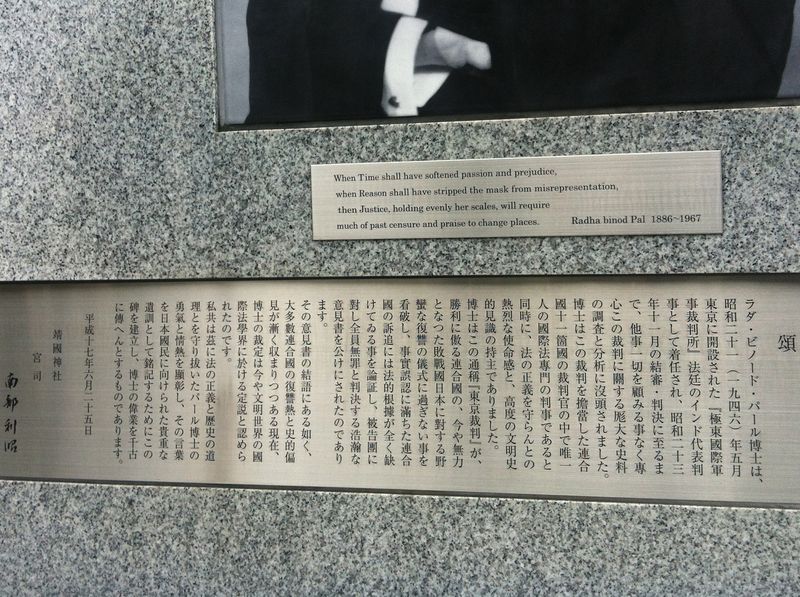 When Time shall have softened passion and prejudice,
when Reason shall have stripped the mask from misrepresentation,
then Justice, holding evenly her scales, will require
much of past censure and praise to change places. Radha binod Pal 1886~1967
頌
ラダ・ビノード・パール博士は、
昭和二十一（一九四六）年五月
東京に開設された『極東國際軍
事裁判所』法廷のインド代表判
事として着任され、昭和二十三
年十一月の結審・判決に至るま
で、他事一切を顧みる事なく専
心この裁判に關する厖大な史料
の調査と分析に没頭されました。
博士はこの裁判を擔當した連合
國十一箇國の裁判官の中で唯一
人の國際法專門の判事であると
同時に、法の正義を守らんとの
熱烈な使命感と、高度の文明史
的見識の持主でありました。
博士はこの通稱『東京裁判』が、
勝利に傲る連合國の、今や無力
となつた敗戰國日本に對する野
蠻な復讐の儀式に過ぎない事を
看破し、事實誤認に滿ちた連合
國の訴追には法的根據が全く缺
けてゐる事を論証し、被告團に
對し全員無罪と判決する浩瀚な
意見書を公けにされたのであり
ます。
その意見書の結語にある如く、
大多數連合國の復讐熱と史的偏
見が漸く収まりつつある現在、
博士の裁定は今や文明世界の國
際法學界に於ける定説と認めら
れたのです。
私共は茲に法の正義と歴史の道
理とを守り拔いたパール博士の
勇氣と情熱を顯彰し、その言葉
を日本國民に向けられた貴重な
遺訓として銘記するためにこの
碑を建立し、博士の偉業を千古
に傳へんとするものであります。
平成十七年六月二十五日
靖國神社
宮司 南部利昭